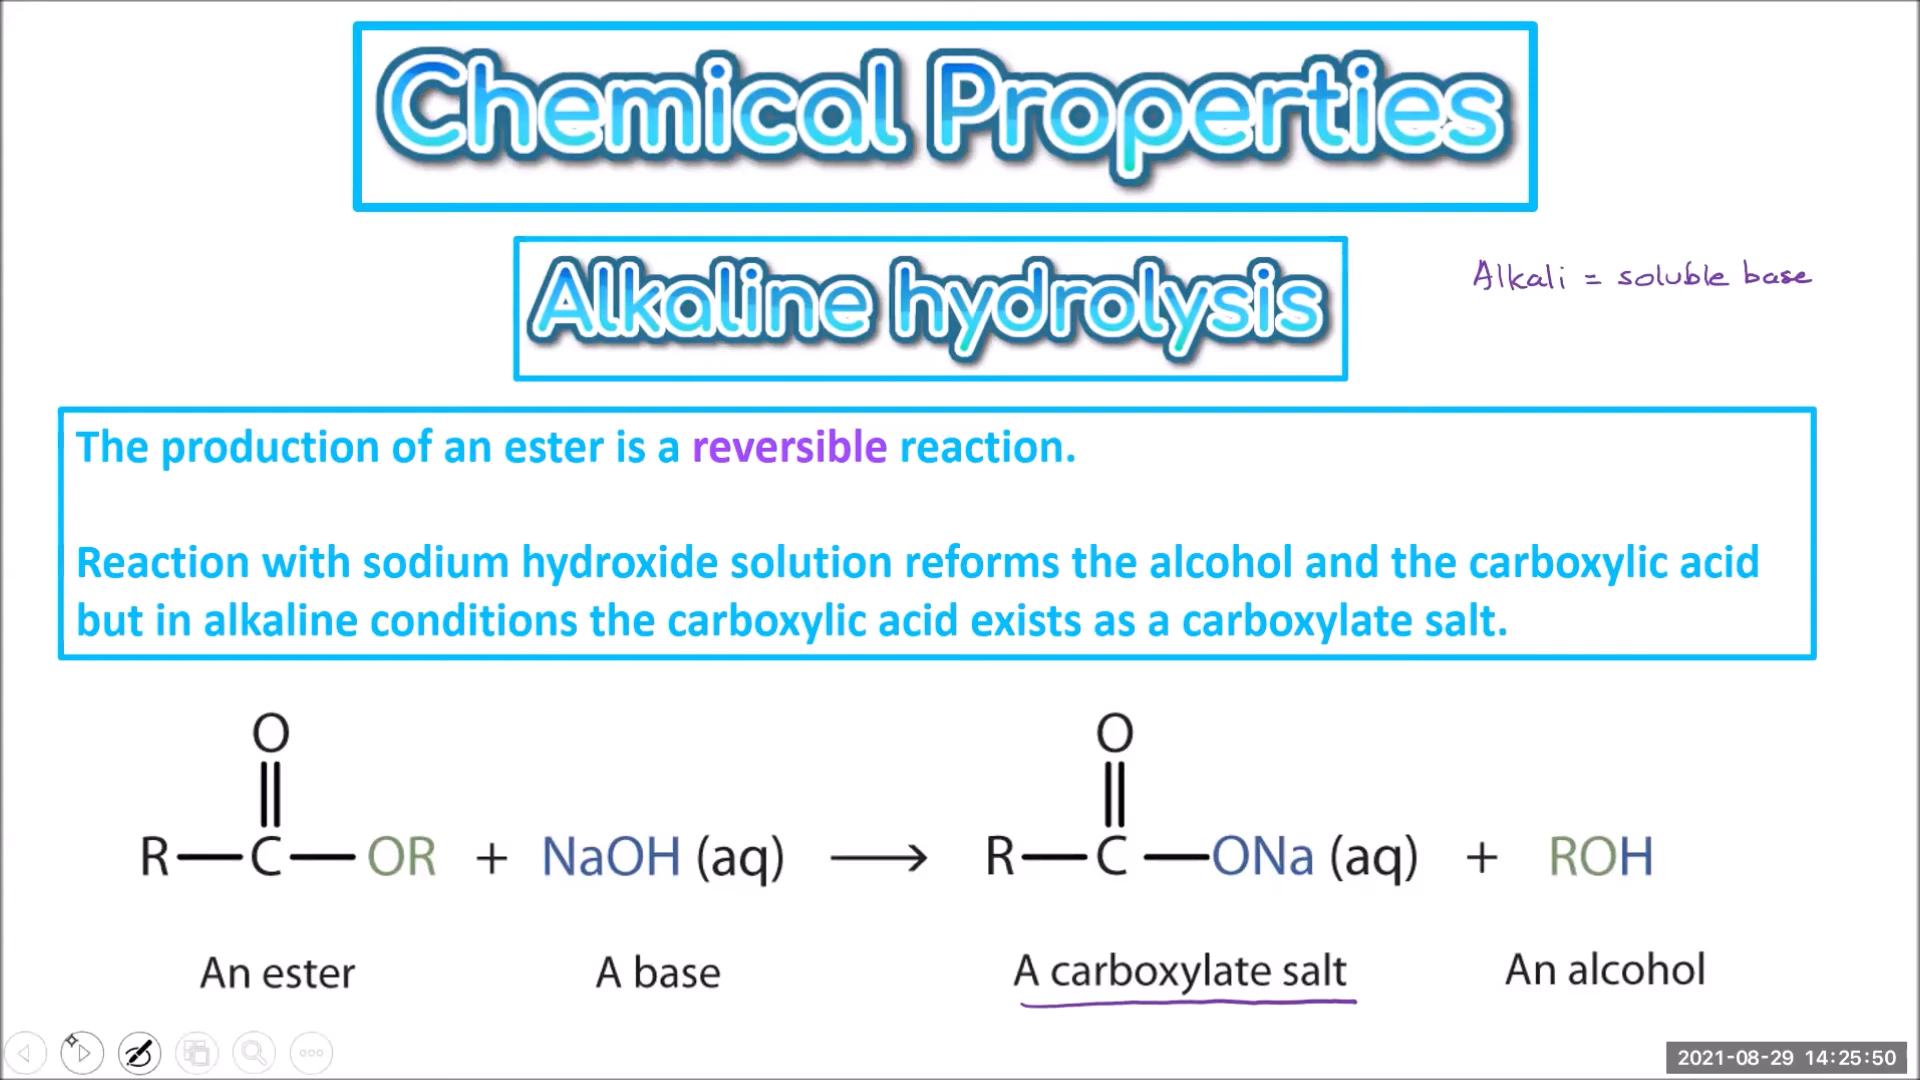 Chemical Properties
Alkaline hydrolysis
Alkali = soluble base
The production of an ester is a reversible reaction.
Reaction with sodium hydroxide solution reforms the alcohol and the carboxylic acid
but in alkaline conditions the carboxylic acid exists as a carboxylate salt.
O O
R—C—OR + NaOH (aq) ⟶ R—C—ONa (aq) + ROH
An ester A base A carboxylate salt An alcohol
2021-08-29 14:25:50